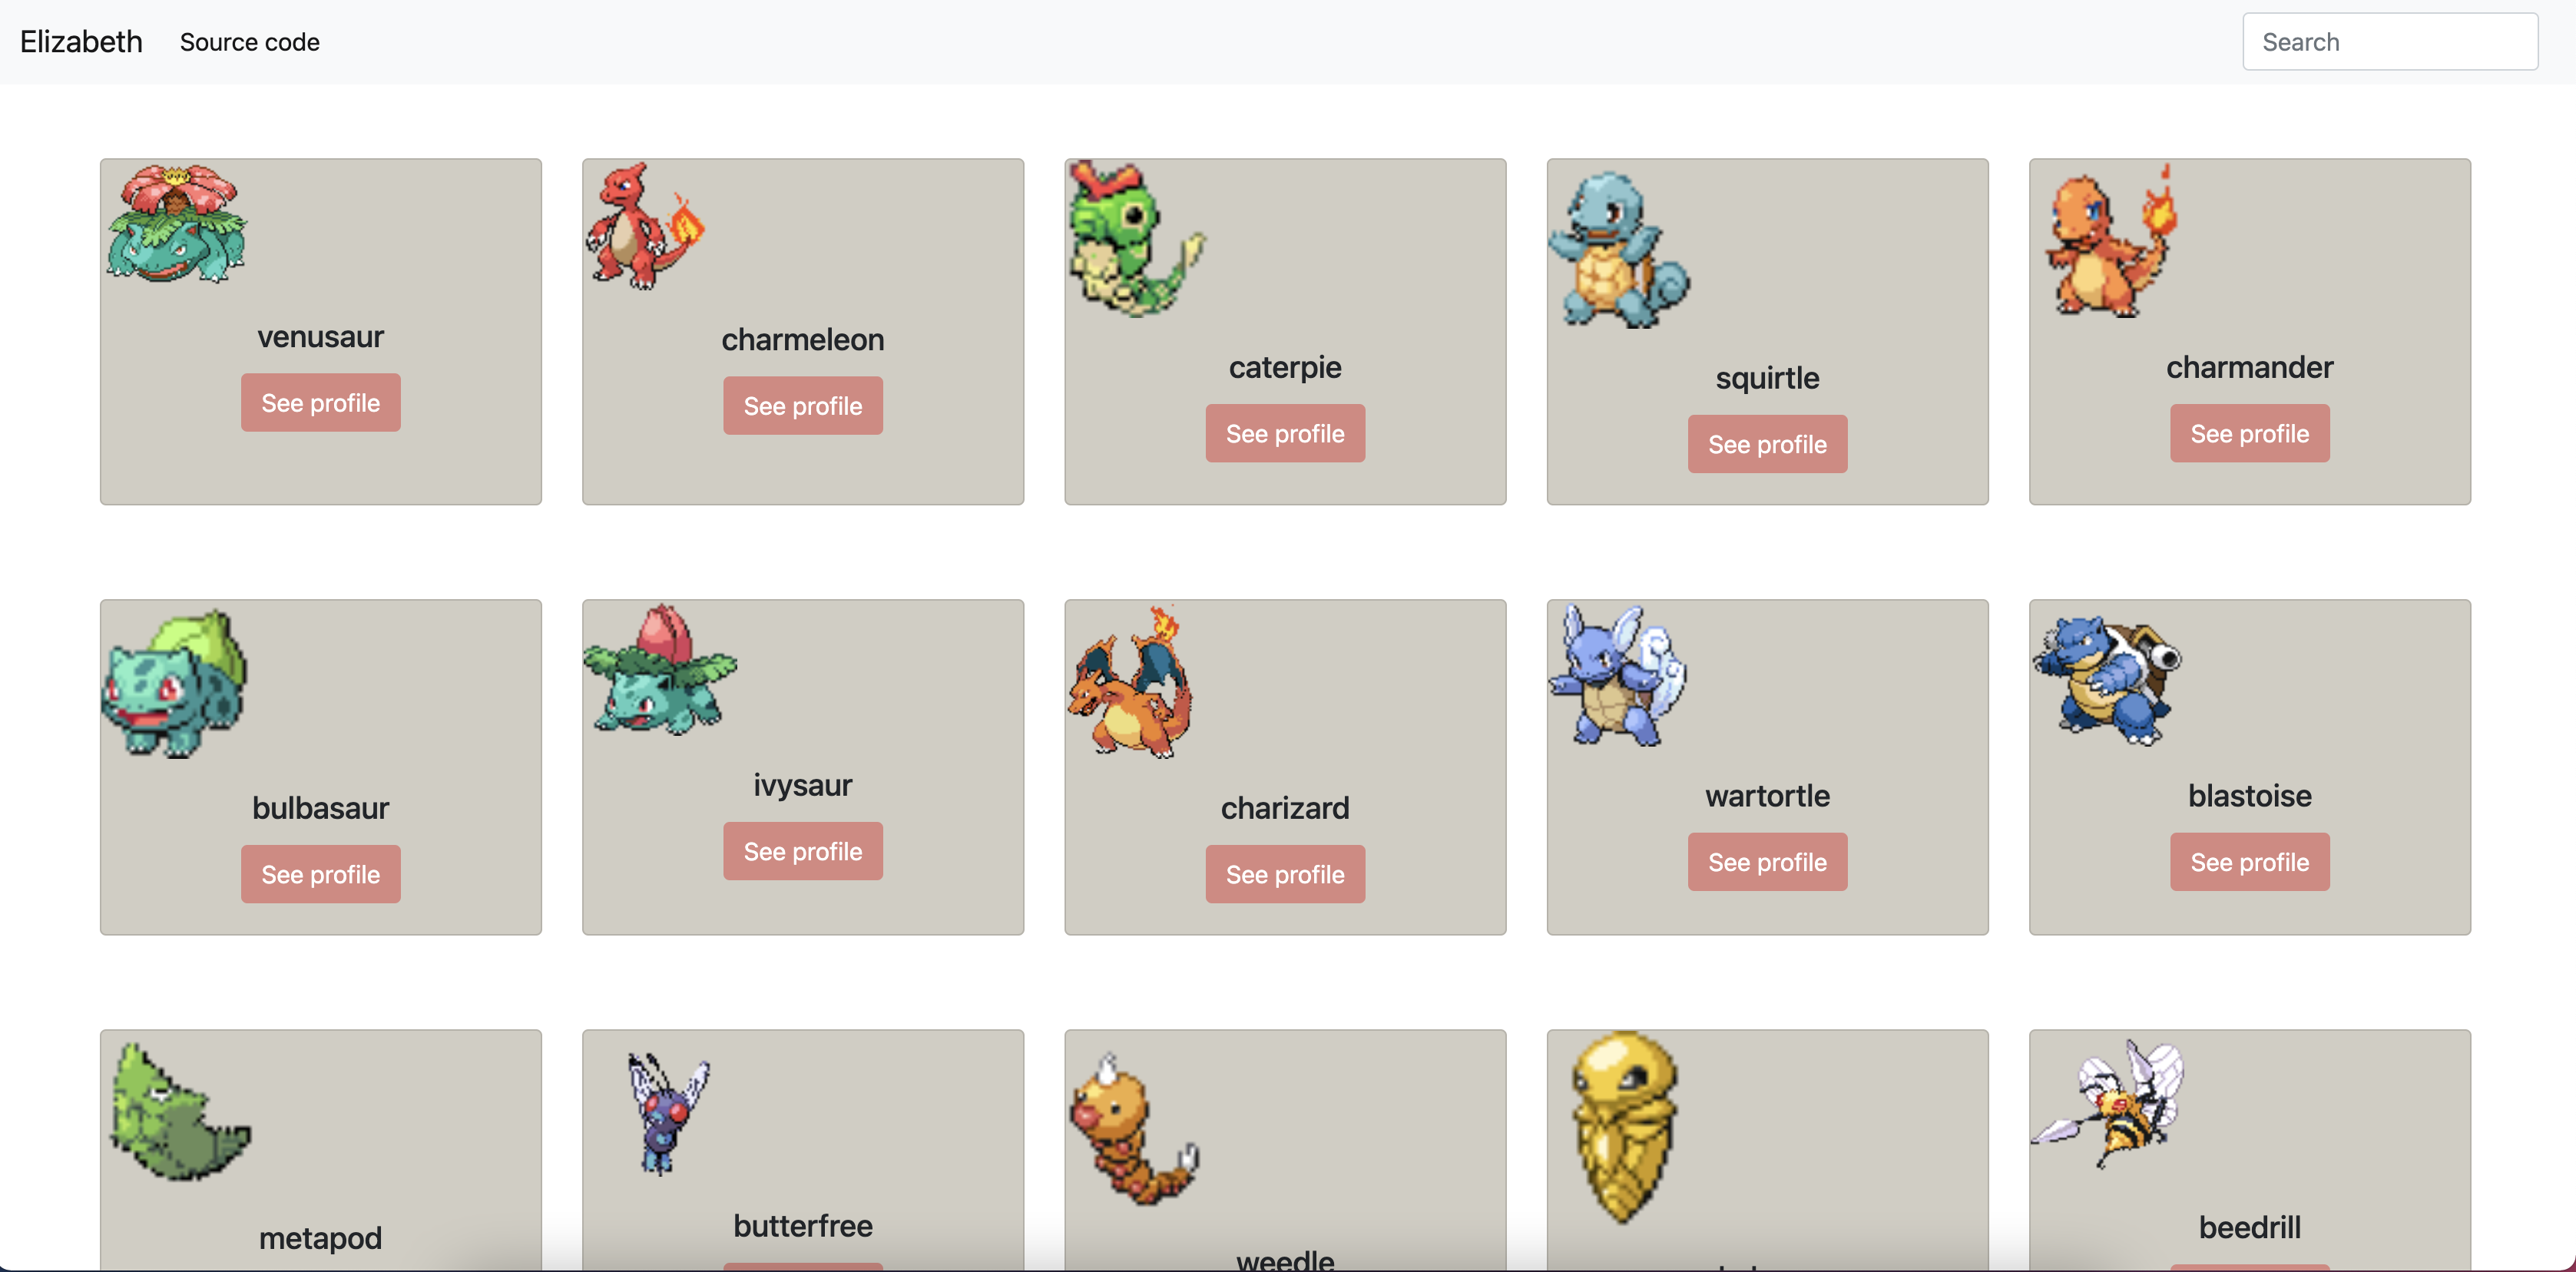 Elizabeth Source code Search
venusaur
See profile
charmeleon
See profile
caterpie
See profile
squirtle
See profile
charmander
See profile
bulbasaur
See profile
ivysaur
See profile
charizard
See profile
wartortle
See profile
blastoise
See profile
metapod
butterfree
weedle
beedrill